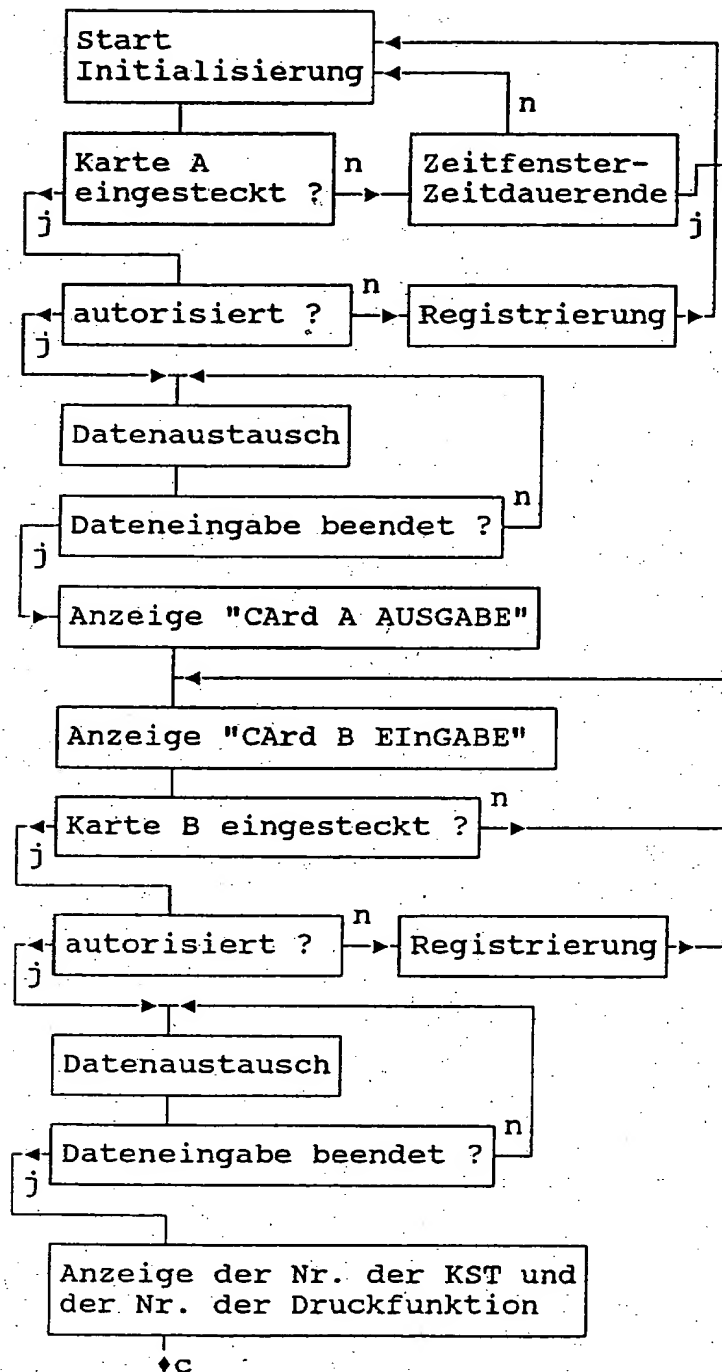 Start
Initialisierung
n
Karte A
eingesteckt ?
n
Zeitfenster-
Zeitdauerende
j
j
autorisiert ?
n
Registrierung
j
Datenaustausch
Dateneingabe beendet ?
n
j
Anzeige "CArd A AUSGABE"
Anzeige "CArd B EInGABE"
Karte B eingesteckt ?
n
j
autorisiert ?
n
Registrierung
j
Datenaustausch
Dateneingabe beendet ?
n
j
Anzeige der Nr. der KST und
der Nr. der Druckfunktion
c